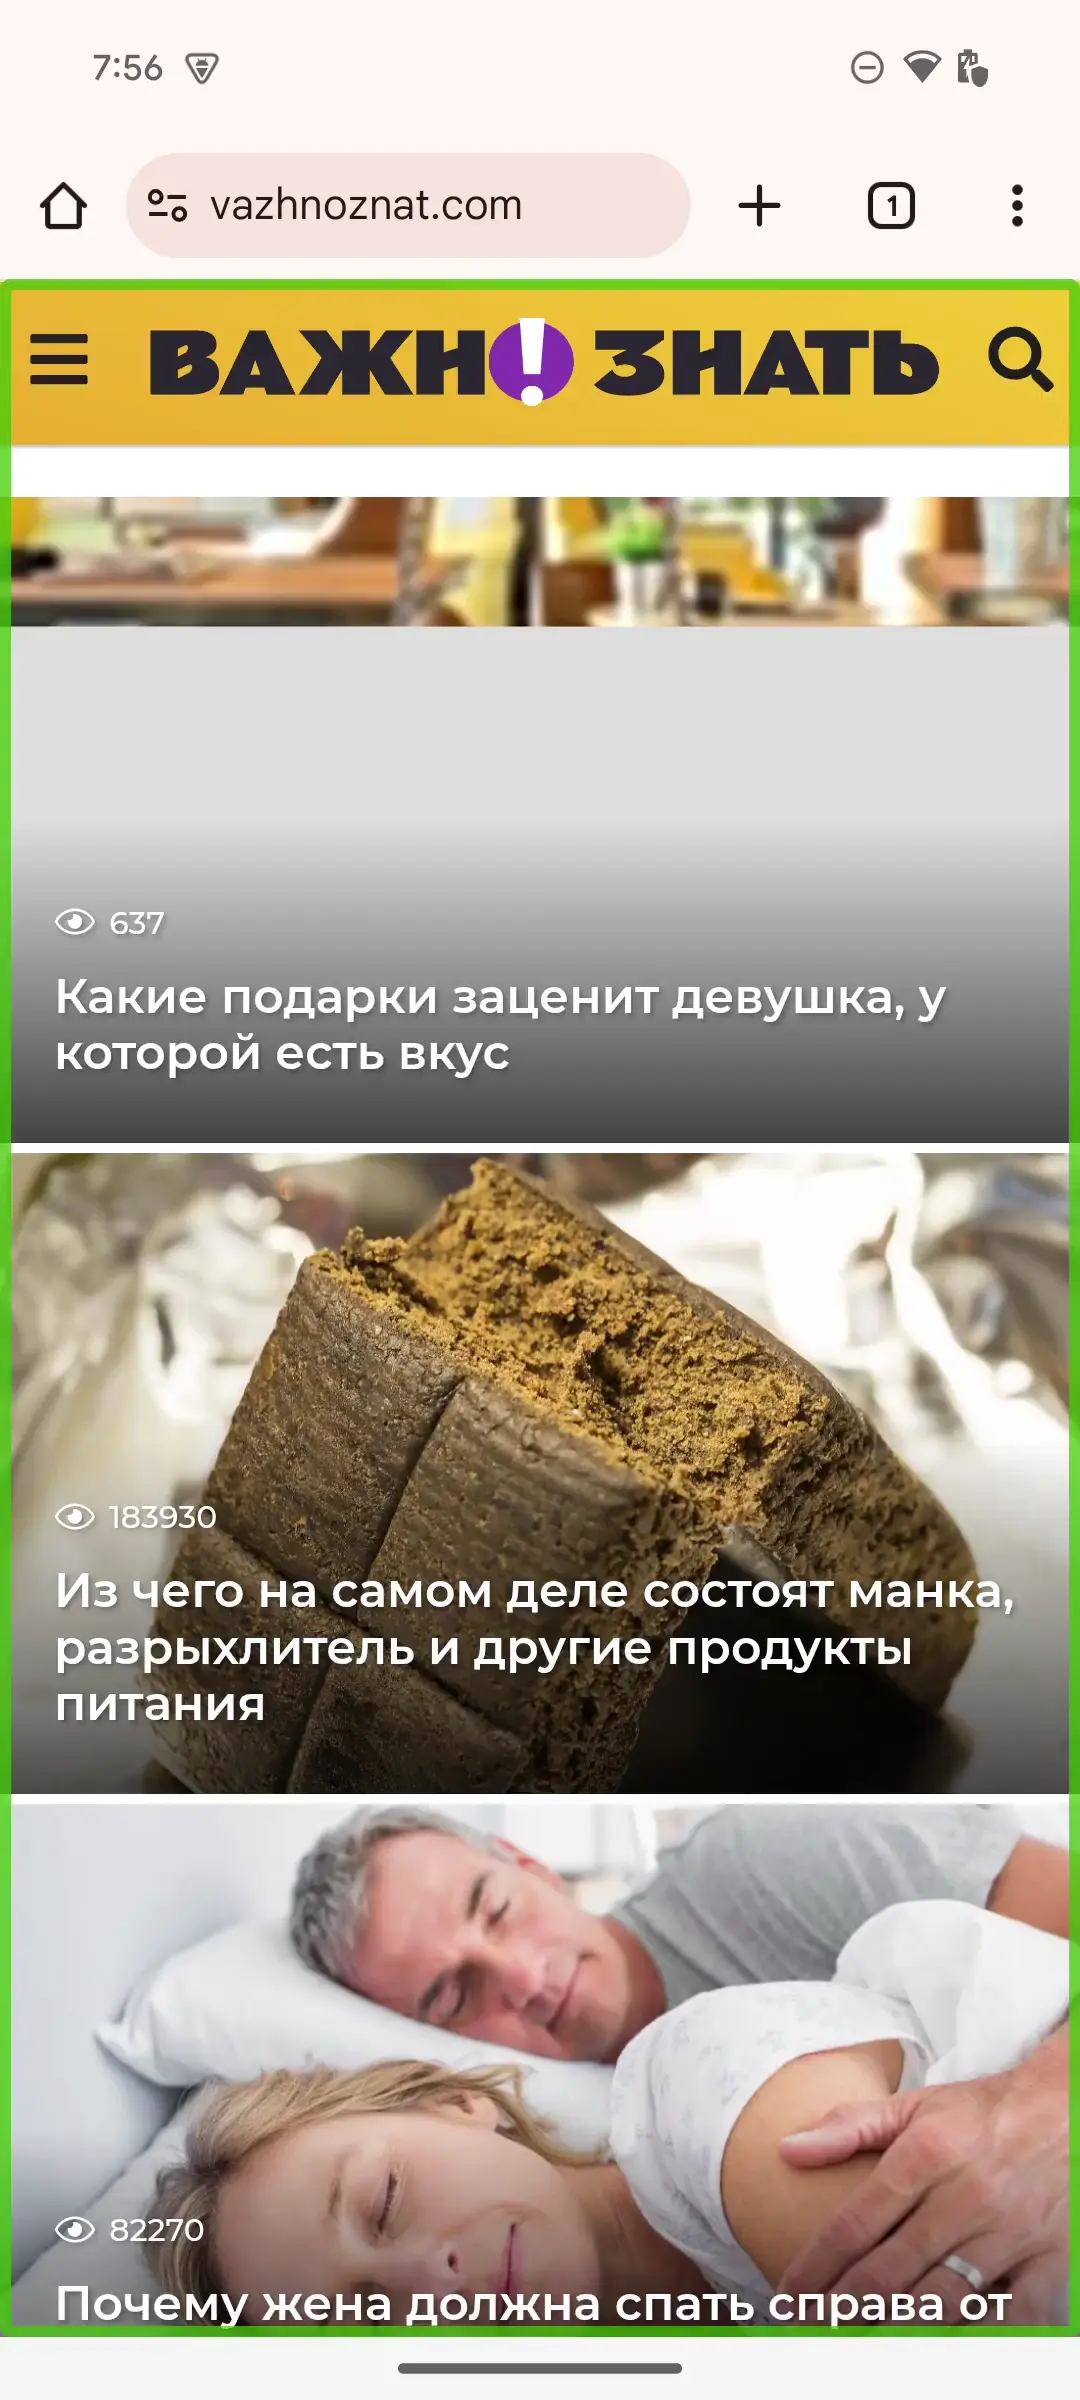 7:56
vazhnoznat.com
1
ВАЖН! ЗНАТЬ
637
Какие подарки заценит девушка, у
которой есть вкус
183930
Из чего на самом деле состоят манка,
разрыхлитель и другие продукты
питания
82270
Почему жена должна спать справа от